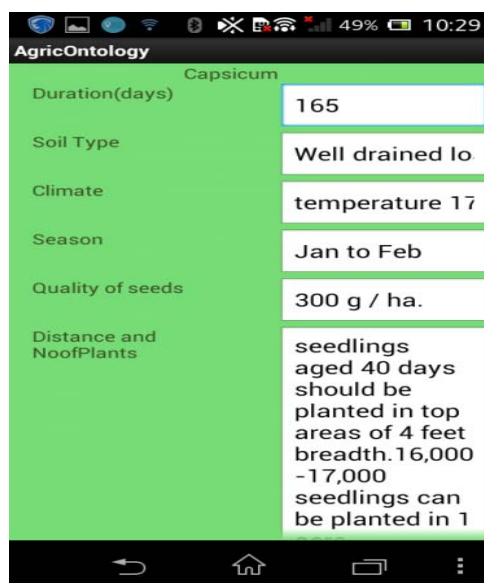 49% 10:29
AgricOntology
Capsicum
Duration(days)
165
Soil Type
Well drained lo
Climate
temperature 17
Season
Jan to Feb
Quality of seeds
300 g / ha.
Distance and
NoofPlants
seedlings
aged 40 days
should be
planted in top
areas of 4 feet
breadth.16,000
-17,000
seedlings can
be planted in 1